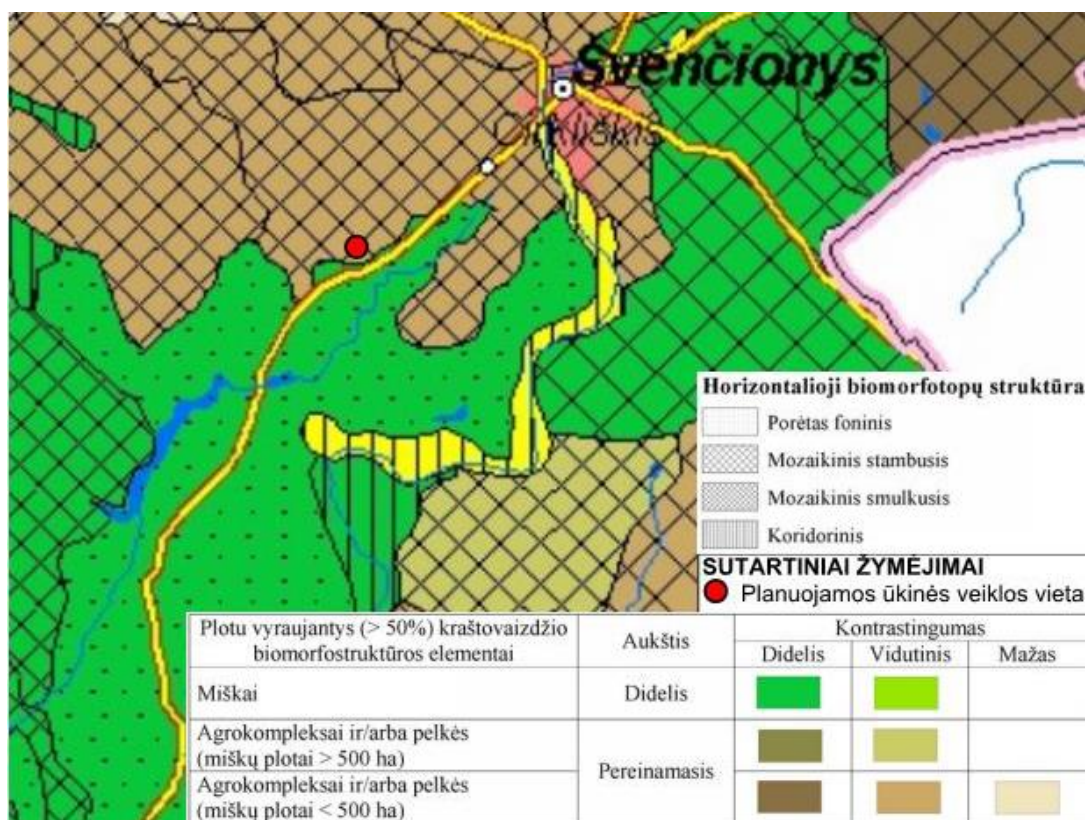 Švenčionys
Cirkliškis
Horizontalioji biomorfotopų struktūra
Porėtas foninis
Mozaikinis stambusis
Mozaikinis smulkusis
Koridorinis
SUTARTINIAI ŽYMĖJIMAI
Planuojamos ūkinės veiklos vieta
Plotu vyraujantys (> 50%) kraštovaizdžio
biomorfostruktūros elementai
Aukštis
Kontrastingumas
Didelis
Vidutinis
Mažas
Miškai
Didelis
Agrokompleksai ir/arba pelkės
(miškų plotai > 500 ha)
Pereinamasis
Agrokompleksai ir/arba pelkės
(miškų plotai < 500 ha)